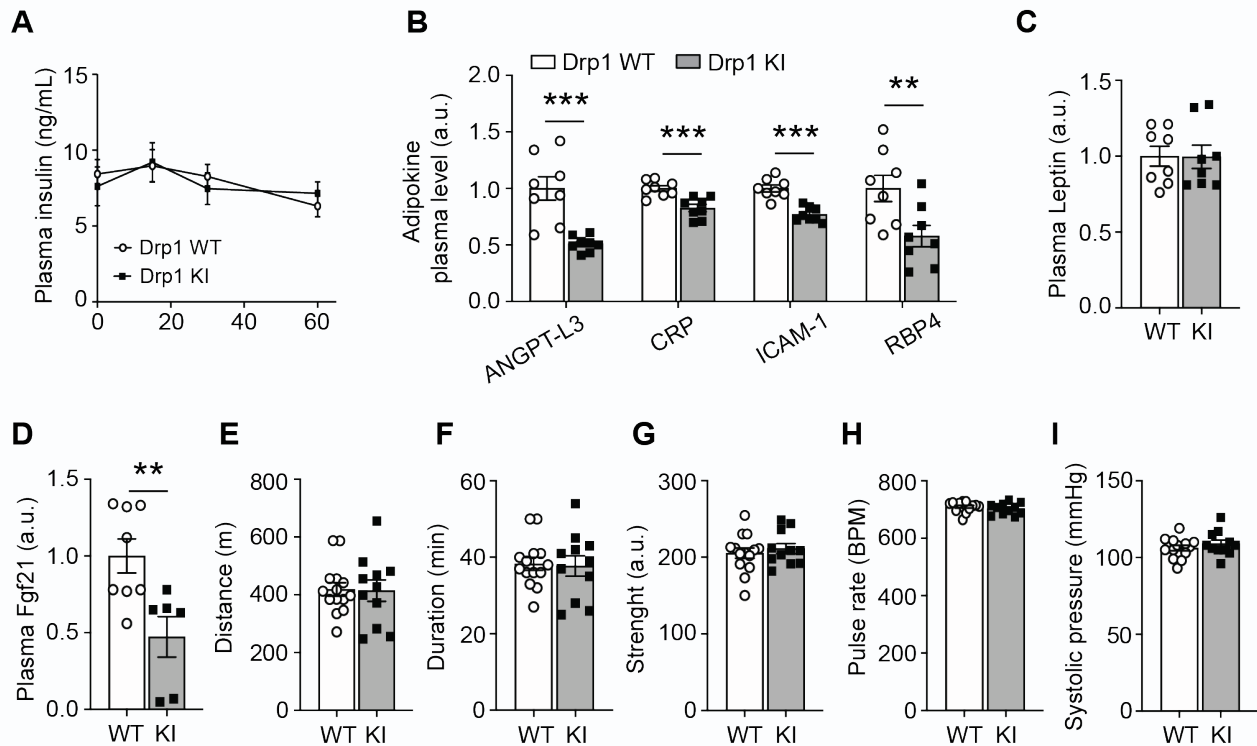 A
Plasma insulin (ng/mL)
15
10
5
0
Drp1 WT
Drp1 KI
0
20
40
60
B
Drp1 WT
Drp1 KI
Adipokine
plasma level (a.u.)
2.0
1.5
1.0
0.5
0.0
***
***
***
**
ANGPT-L3
CRP
ICAM-1
RBP4
C
Plasma Leptin (a.u.)
1.5
1.0
0.5
0.0
WT KI
D
Plasma Fgf21 (a.u.)
1.5
1.0
0.5
0.0
**
WT KI
E
Distance (m)
800
600
400
200
0
WT KI
F
Duration (min)
60
40
20
0
WT KI
G
Strenght (a.u.)
300
200
100
0
WT KI
H
Pulse rate (BPM)
800
600
400
200
0
WT KI
I
Systolic pressure (mmHg)
150
100
50
0
WT KI